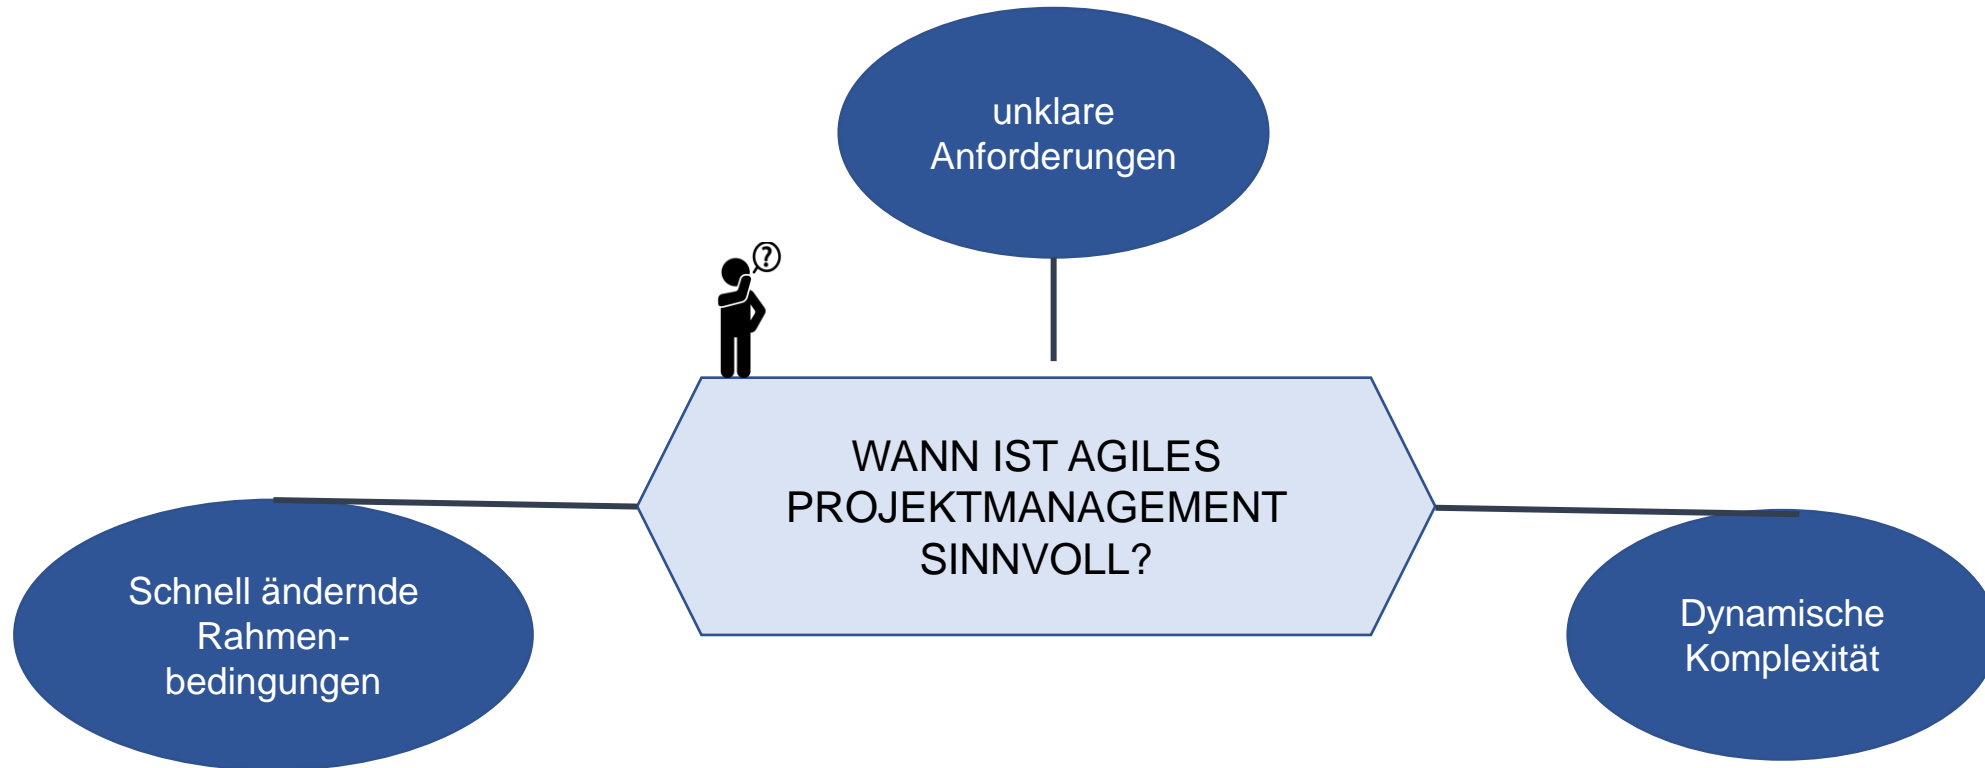 unklare
Anforderungen
?
WANN IST AGILES
PROJEKTMANAGEMENT
SINNVOLL?
Schnell ändernde
Rahmen-
bedingungen
Dynamische
Komplexität